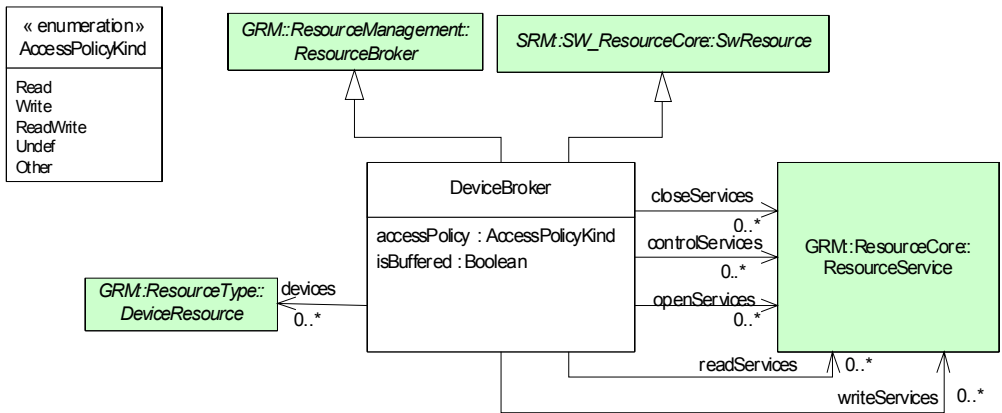 « enumeration»
AccessPolicyKind
Read
Write
ReadWrite
Undef
Other
GRM::ResourceManagement::
ResourceBroker
SRM::SW_ResourceCore::SwResource
DeviceBroker
accessPolicy : AccessPolicyKind
isBuffered : Boolean
closeServices
0..*
controlServices
0..*
openServices
0..*
GRM::ResourceCore::
ResourceService
GRM::ResourceType::
DeviceResource
devices
0..*
readServices
0..*
writeServices
0..*